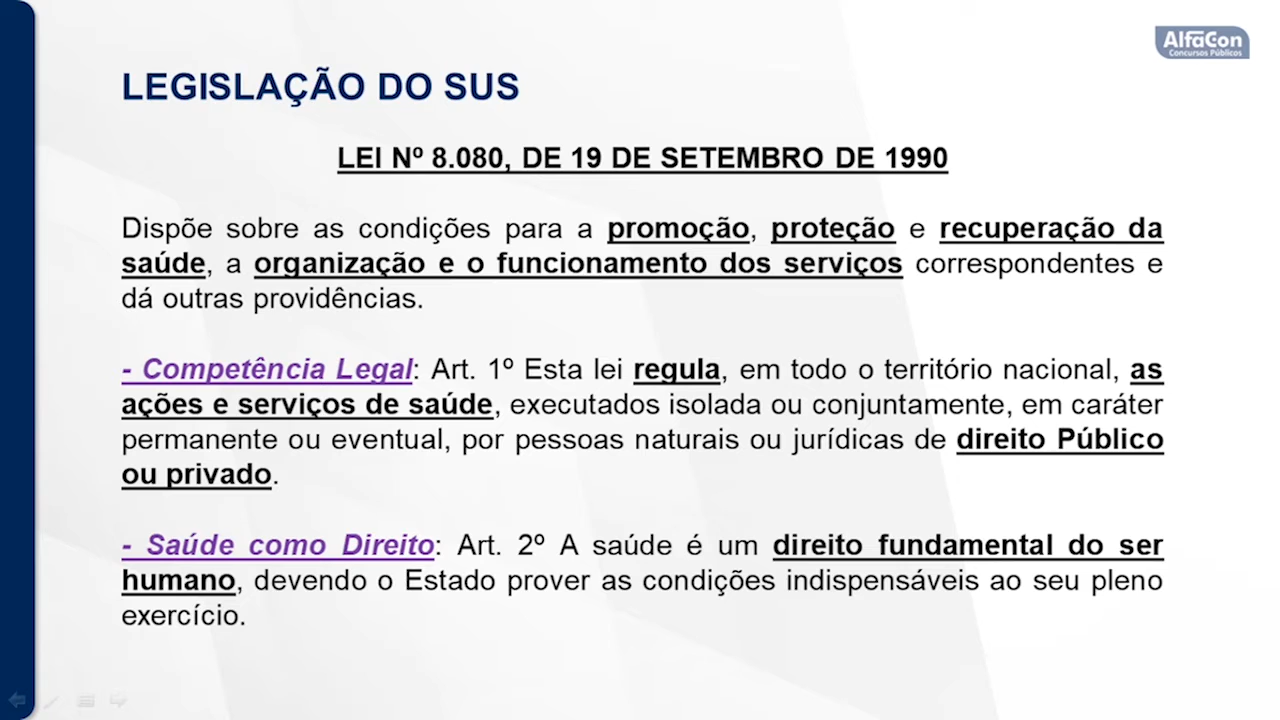 AlfaCon
Concursos Públicos
LEGISLAÇÃO DO SUS
LEI Nº 8.080, DE 19 DE SETEMBRO DE 1990
Dispõe sobre as condições para a promoção, proteção e recuperação da
saúde, a organização e o funcionamento dos serviços correspondentes e
dá outras providências.
- Competência Legal: Art. 1º Esta lei regula, em todo o território nacional, as
ações e serviços de saúde, executados isolada ou conjuntamente, em caráter
permanente ou eventual, por pessoas naturais ou jurídicas de direito Público
ou privado.
- Saúde como Direito: Art. 2º A saúde é um direito fundamental do ser
humano, devendo o Estado prover as condições indispensáveis ao seu pleno
exercício.